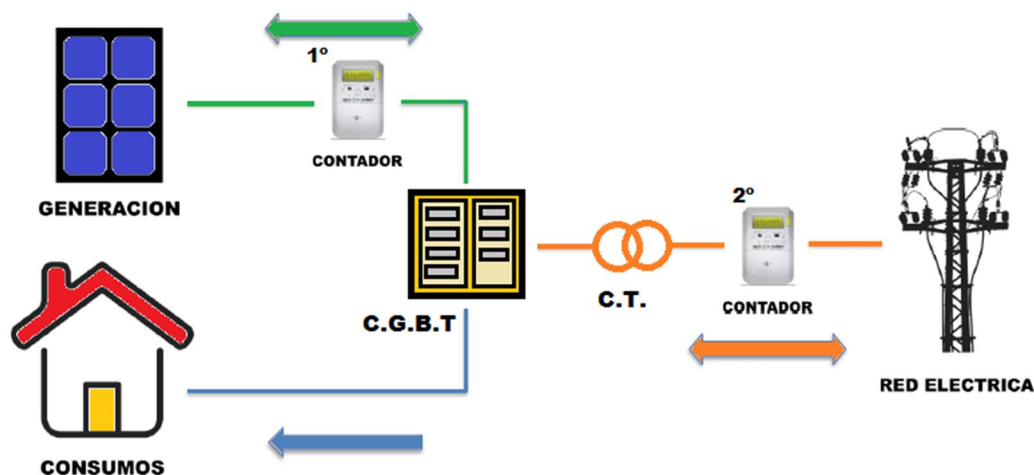 1º
CONTADOR
GENERACION
2º
C.G.B.T
C.T.
CONTADOR
RED ELECTRICA
CONSUMOS